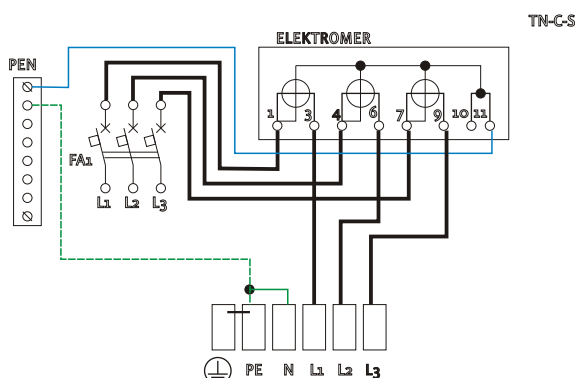 TN-C-S
ELEKTROMER
PEN
1 3 4 6 7 9 10 11
FA1
L1 L2 L3
PE N L1 L2 L3